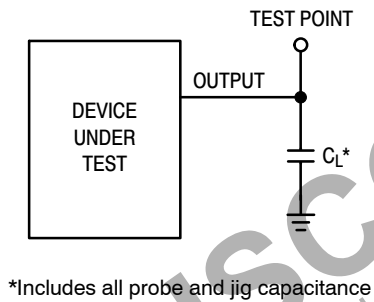 TEST POINT
OUTPUT
DEVICE
UNDER
TEST
CL*
*Includes all probe and jig capacitance